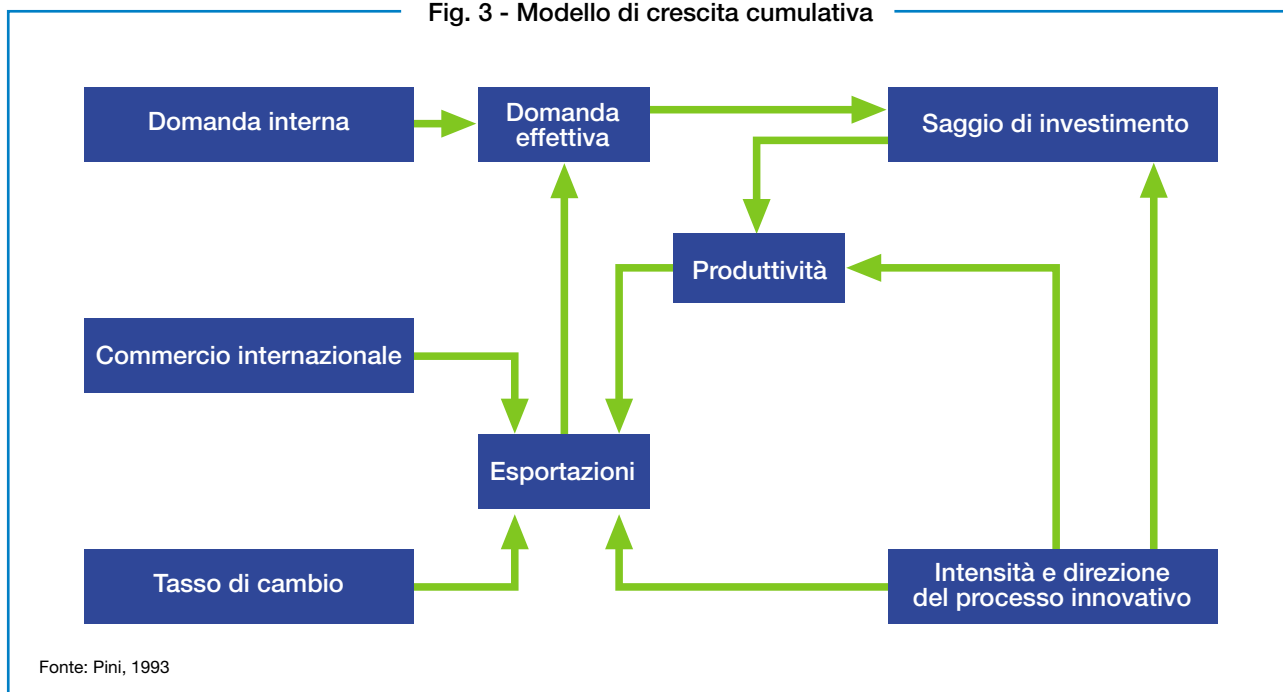 Fig. 3 - Modello di crescita cumulativa
Domanda interna
Domanda
effettiva
Saggio di investimento
Produttività
Commercio internazionale
Esportazioni
Tasso di cambio
Intensità e direzione
del processo innovativo
Fonte: Pini, 1993